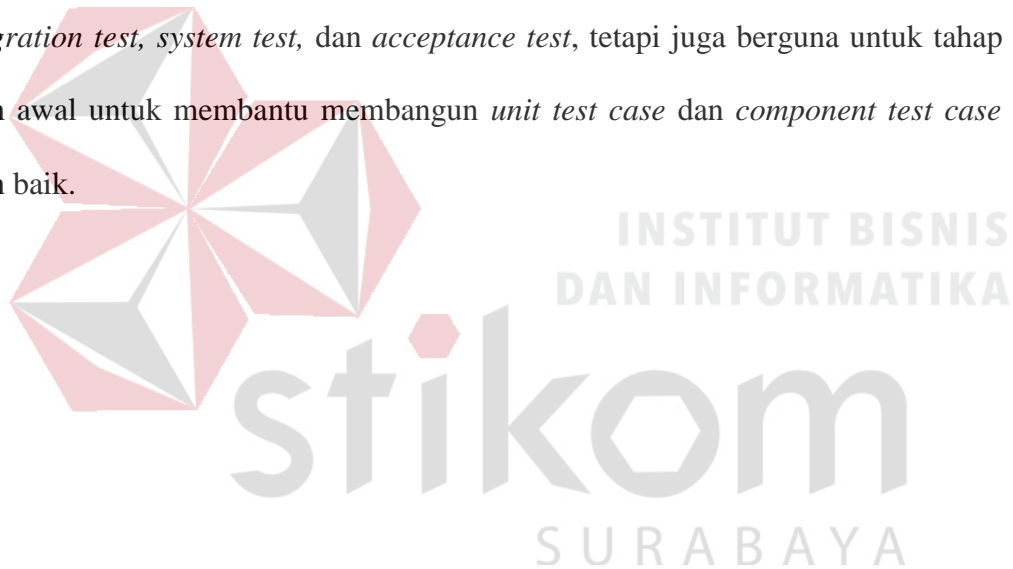 gration test, system test, dan acceptance test, tetapi juga berguna untuk tahap
awal untuk membantu membangun unit test case dan component test case
baik.
INSTITUT BISNIS
DAN INFORMATIKA
stikom
SURABAYA